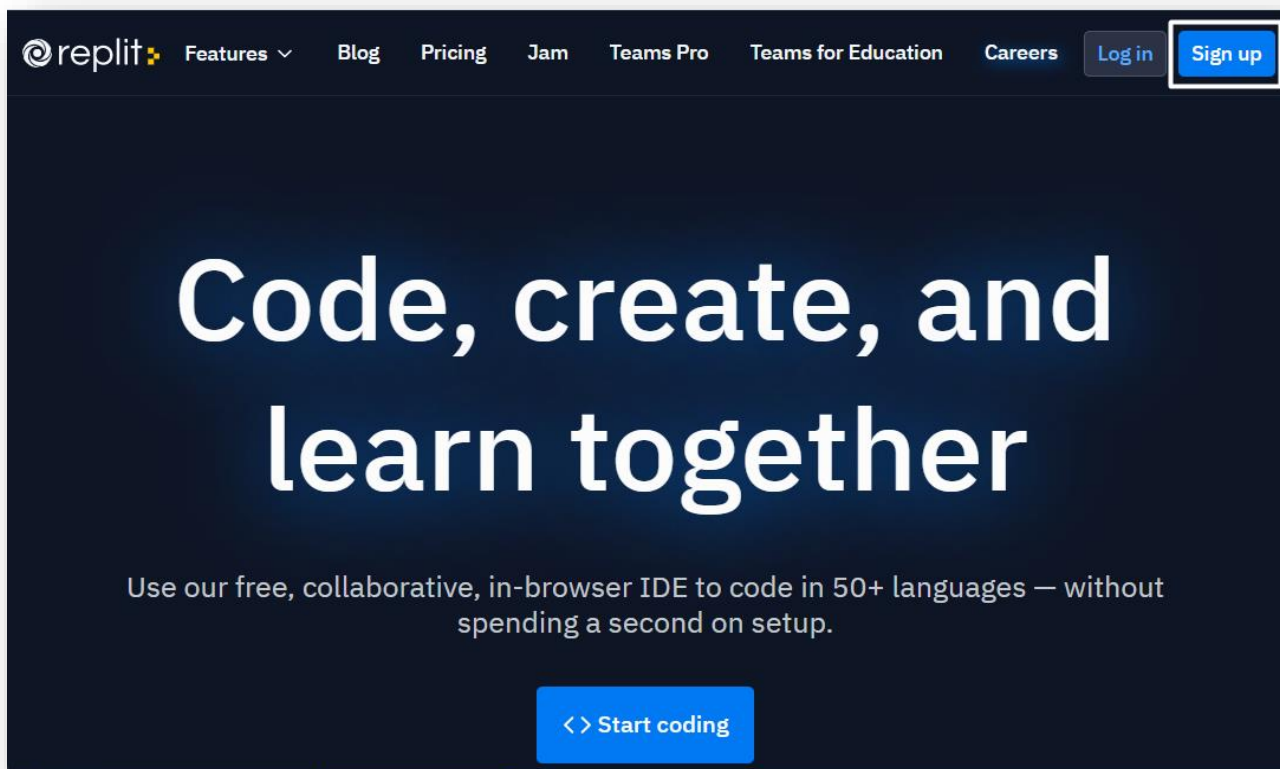 replit
Features Blog Pricing Jam Teams Pro Teams for Education Careers Log in Sign up
Code, create, and
learn together
Use our free, collaborative, in-browser IDE to code in 50+ languages — without
spending a second on setup.
<> Start coding